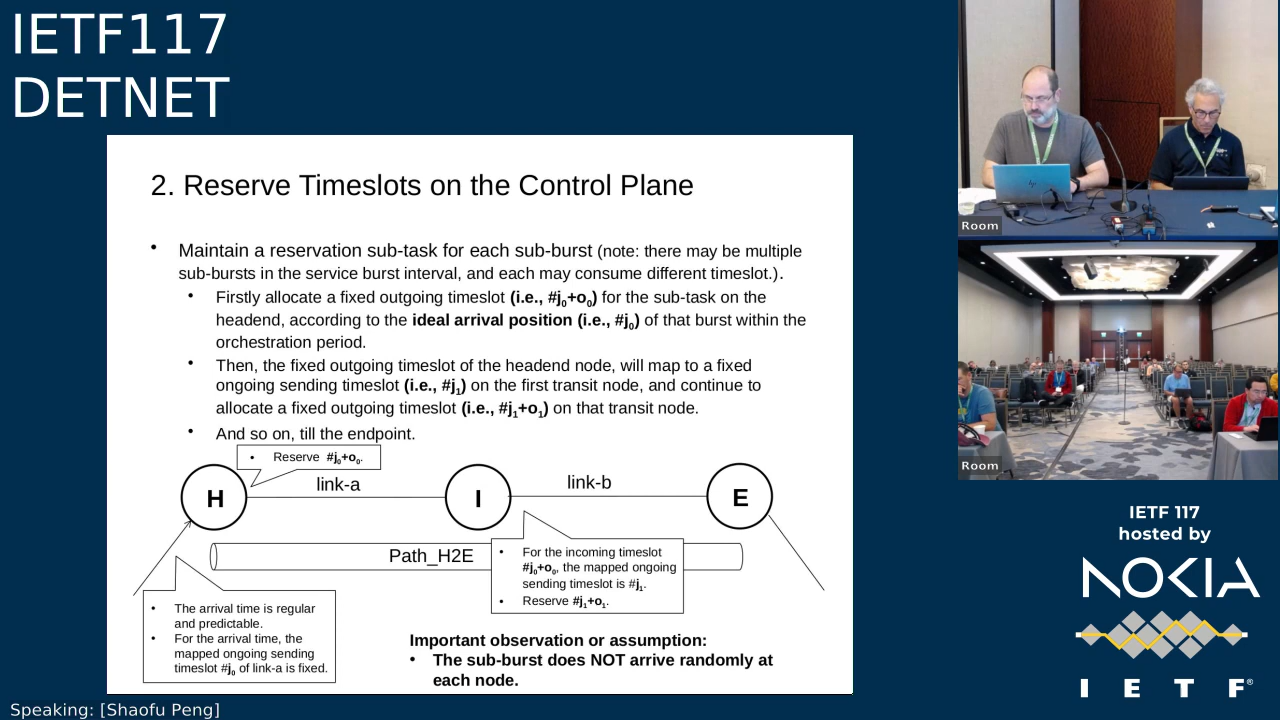 IETF117
DETNET
2. Reserve Timeslots on the Control Plane
• Maintain a reservation sub-task for each sub-burst (note: there may be multiple
sub-bursts in the service burst interval, and each may consume different timeslot.).
• Firstly allocate a fixed outgoing timeslot (i.e., #j0+o0) for the sub-task on the
headend, according to the ideal arrival position (i.e., #j0) of that burst within the
orchestration period.
• Then, the fixed outgoing timeslot of the headend node, will map to a fixed
ongoing sending timeslot (i.e., #j1) on the first transit node, and continue to
allocate a fixed outgoing timeslot (i.e., #j1+o1) on that transit node.
• And so on, till the endpoint.
• Reserve #j0+o0.
H
link-a
I
link-b
E
Path_H2E
• For the incoming timeslot
#j0+o0, the mapped ongoing
sending timeslot is #j1.
• Reserve #j1+o1.
• The arrival time is regular
and predictable.
• For the arrival time, the
mapped ongoing sending
timeslot #j0 of link-a is fixed.
Important observation or assumption:
• The sub-burst does NOT arrive randomly at
each node.
Speaking: [Shaofu Peng]
Room
Room
IETF 117
hosted by
NOKIA
I E T F®